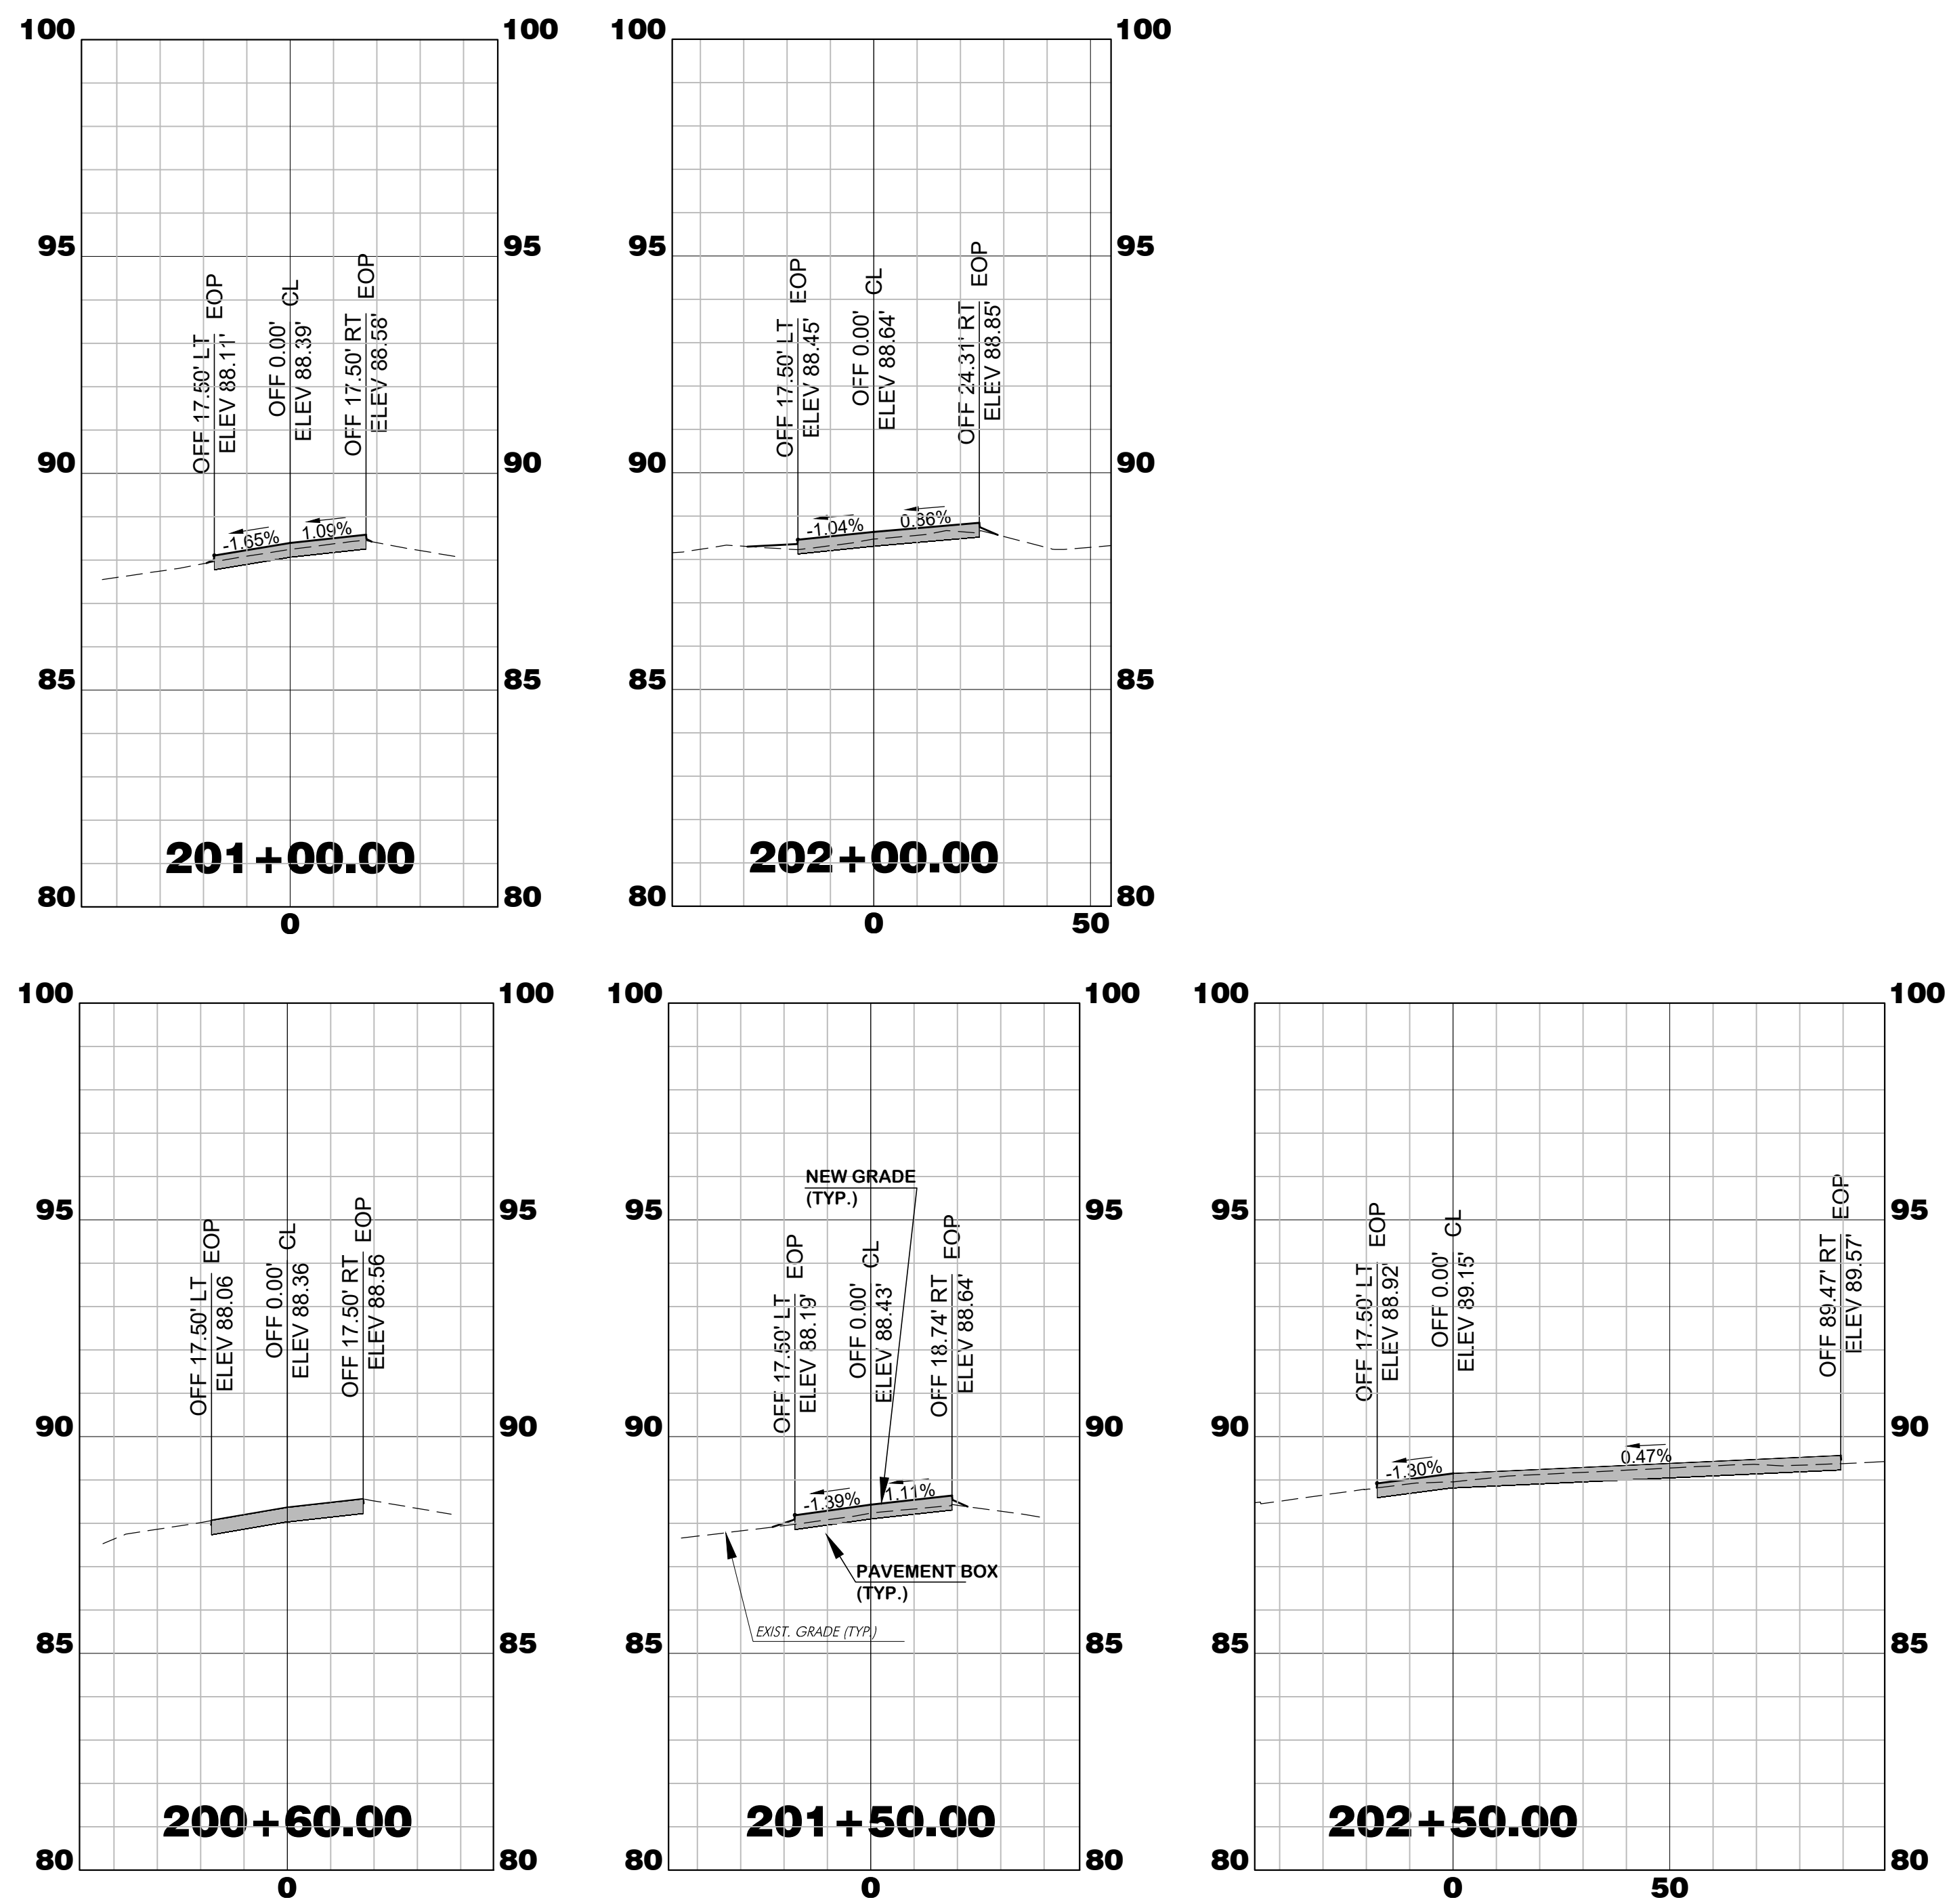 100
100
95
95
90
90
85
85
80
80
OFF 17.50' LT
EOP
ELEV 88.11'
OFF 0.00'
CL
ELEV 88.39'
OFF 17.50' RT
EOP
ELEV 88.58'
-1.65%
1.09%
201+00.00
0
100
100
95
95
90
90
85
85
80
80
OFF 17.50' LT
EOP
ELEV 88.45'
OFF 0.00'
CL
ELEV 88.64'
OFF 24.31' RT
EOP
ELEV 88.85'
-1.04%
0.86%
202+00.00
0
50
100
100
95
95
90
90
85
85
80
80
OFF 17.50' LT
EOP
ELEV 88.06
OFF 0.00'
CL
ELEV 88.36
OFF 17.50' RT
EOP
ELEV 88.56
200+60.00
0
100
100
95
95
90
90
85
85
80
80
NEW GRADE
(TYP.)
OFF 17.50' LT
EOP
ELEV 88.19'
OFF 0.00'
CL
ELEV 88.43'
OFF 18.74' RT
EOP
ELEV 88.64'
-1.39%
1.11%
PAVEMENT BOX
(TYP.)
EXIST. GRADE (TYP.)
201+50.00
0
100
100
95
95
90
90
85
85
80
80
OFF 17.50' LT
EOP
ELEV 88.92'
OFF 0.00'
CL
ELEV 89.15'
OFF 89.47' RT
EOP
ELEV 89.57'
-1.30%
0.47%
202+50.00
0
50